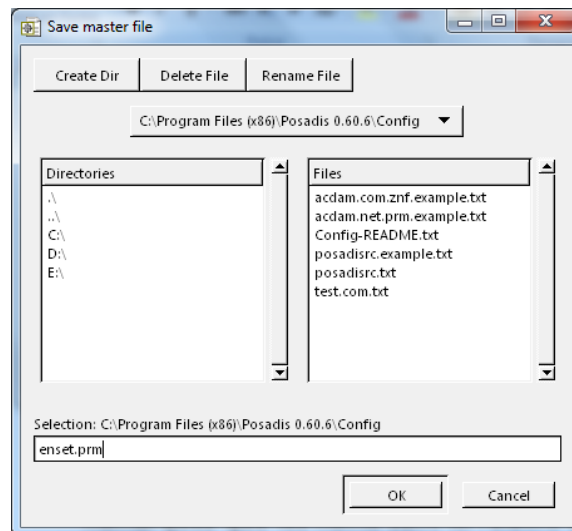 Save master file
Create Dir Delete File Rename File
C:\Program Files (x86)\Posadis 0.60.6\Config
Directories
.\
..\
C:\
D:\
E:\
Files
acdam.com.znf.example.txt
acdam.net.prm.example.txt
Config-README.txt
posadisrc.example.txt
posadisrc.txt
test.com.txt
Selection: C:\Program Files (x86)\Posadis 0.60.6\Config
enset.prm
OK Cancel